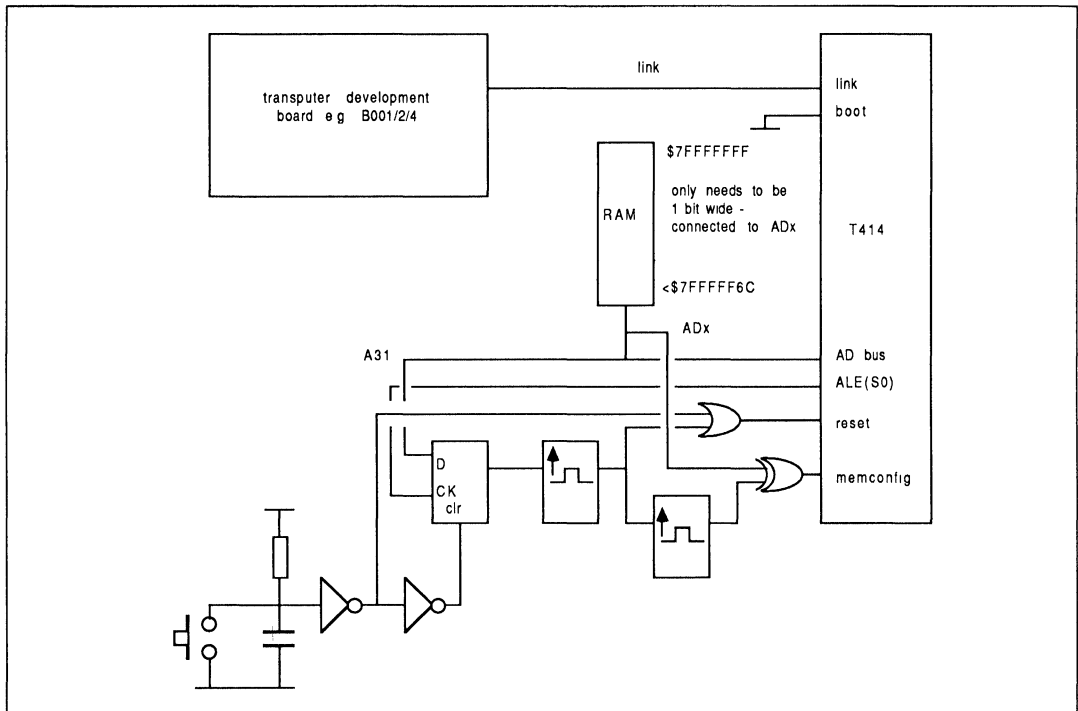 link
transputer development
board e g B001/2/4
link
boot
$7FFFFFFF
only needs to be
1 bit wide -
connected to ADx
RAM
T414
<$7FFFFF6C
ADx
A31
AD bus
ALE(S0)
reset
D
CK
clr
memconfig